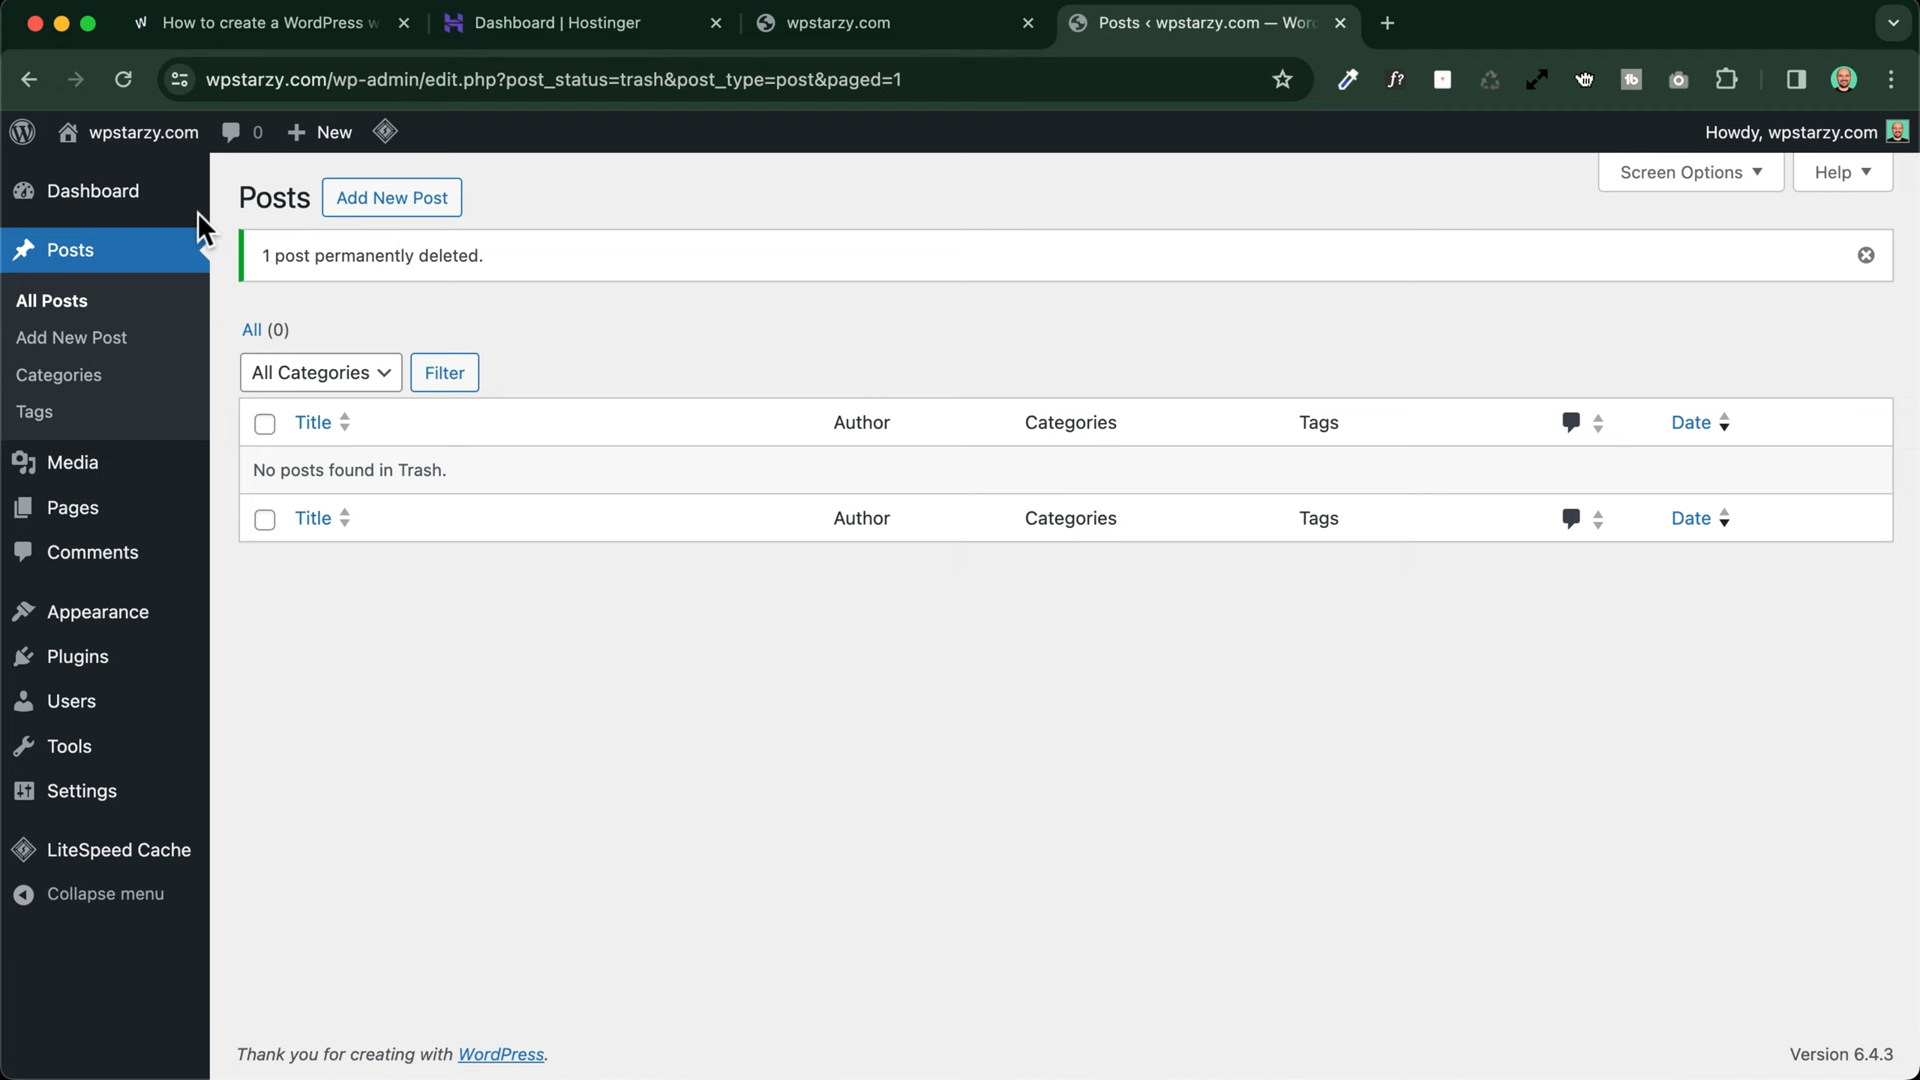 How to create a WordPress w
Dashboard | Hostinger
wpstarzy.com
Posts ‹ wpstarzy.com — Wor
wpstarzy.com/wp-admin/edit.php?post_status=trash&post_type=post&paged=1
f?
tb
wpstarzy.com
0
New
Howdy, wpstarzy.com
Dashboard
Posts
All Posts
Add New Post
Categories
Tags
Media
Pages
Comments
Appearance
Plugins
Users
Tools
Settings
LiteSpeed Cache
Collapse menu
Posts
Add New Post
Screen Options
Help
1 post permanently deleted.
All (0)
All Categories
Filter
Title Author Categories Tags Date
No posts found in Trash.
Title Author Categories Tags Date
Thank you for creating with WordPress.
Version 6.4.3